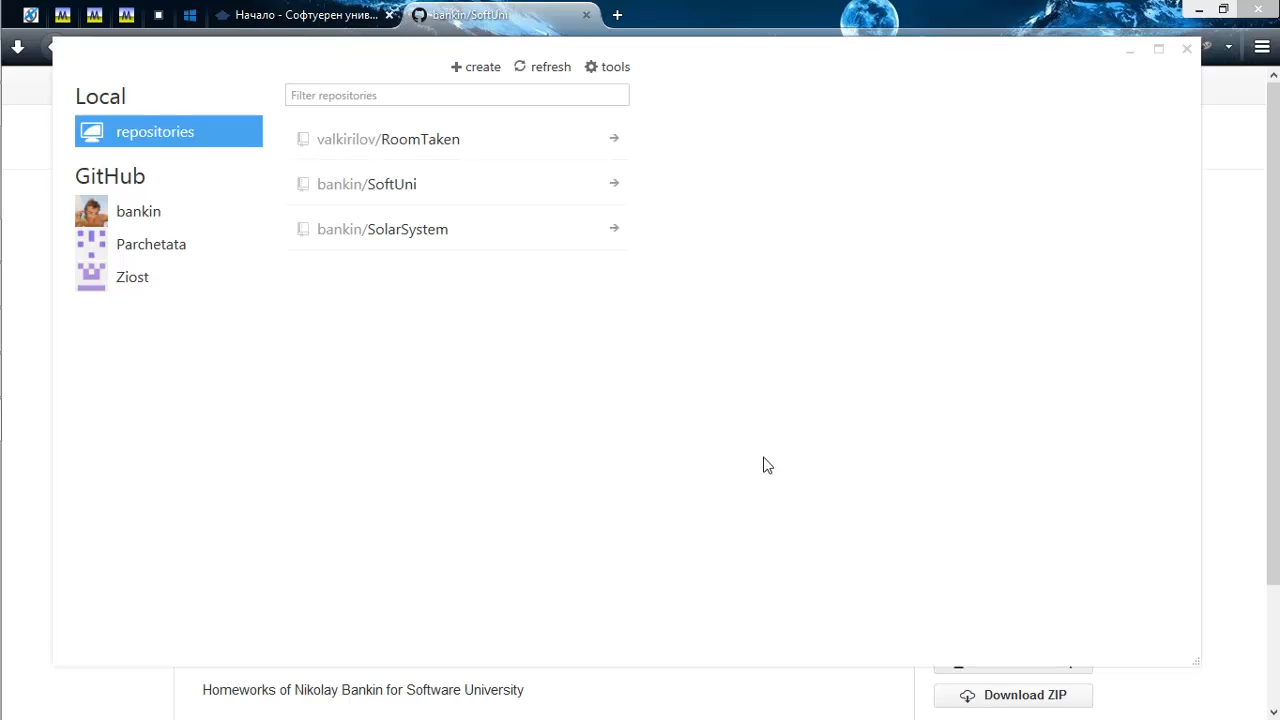 Начало - Софтуерен унив...
bankin/SoftUni
create
refresh
tools
Local
Filter repositories
repositories
valkirilov/RoomTaken
GitHub
bankin/SoftUni
bankin
bankin/SolarSystem
Parchetata
Ziost
Homeworks of Nikolay Bankin for Software University
Download ZIP